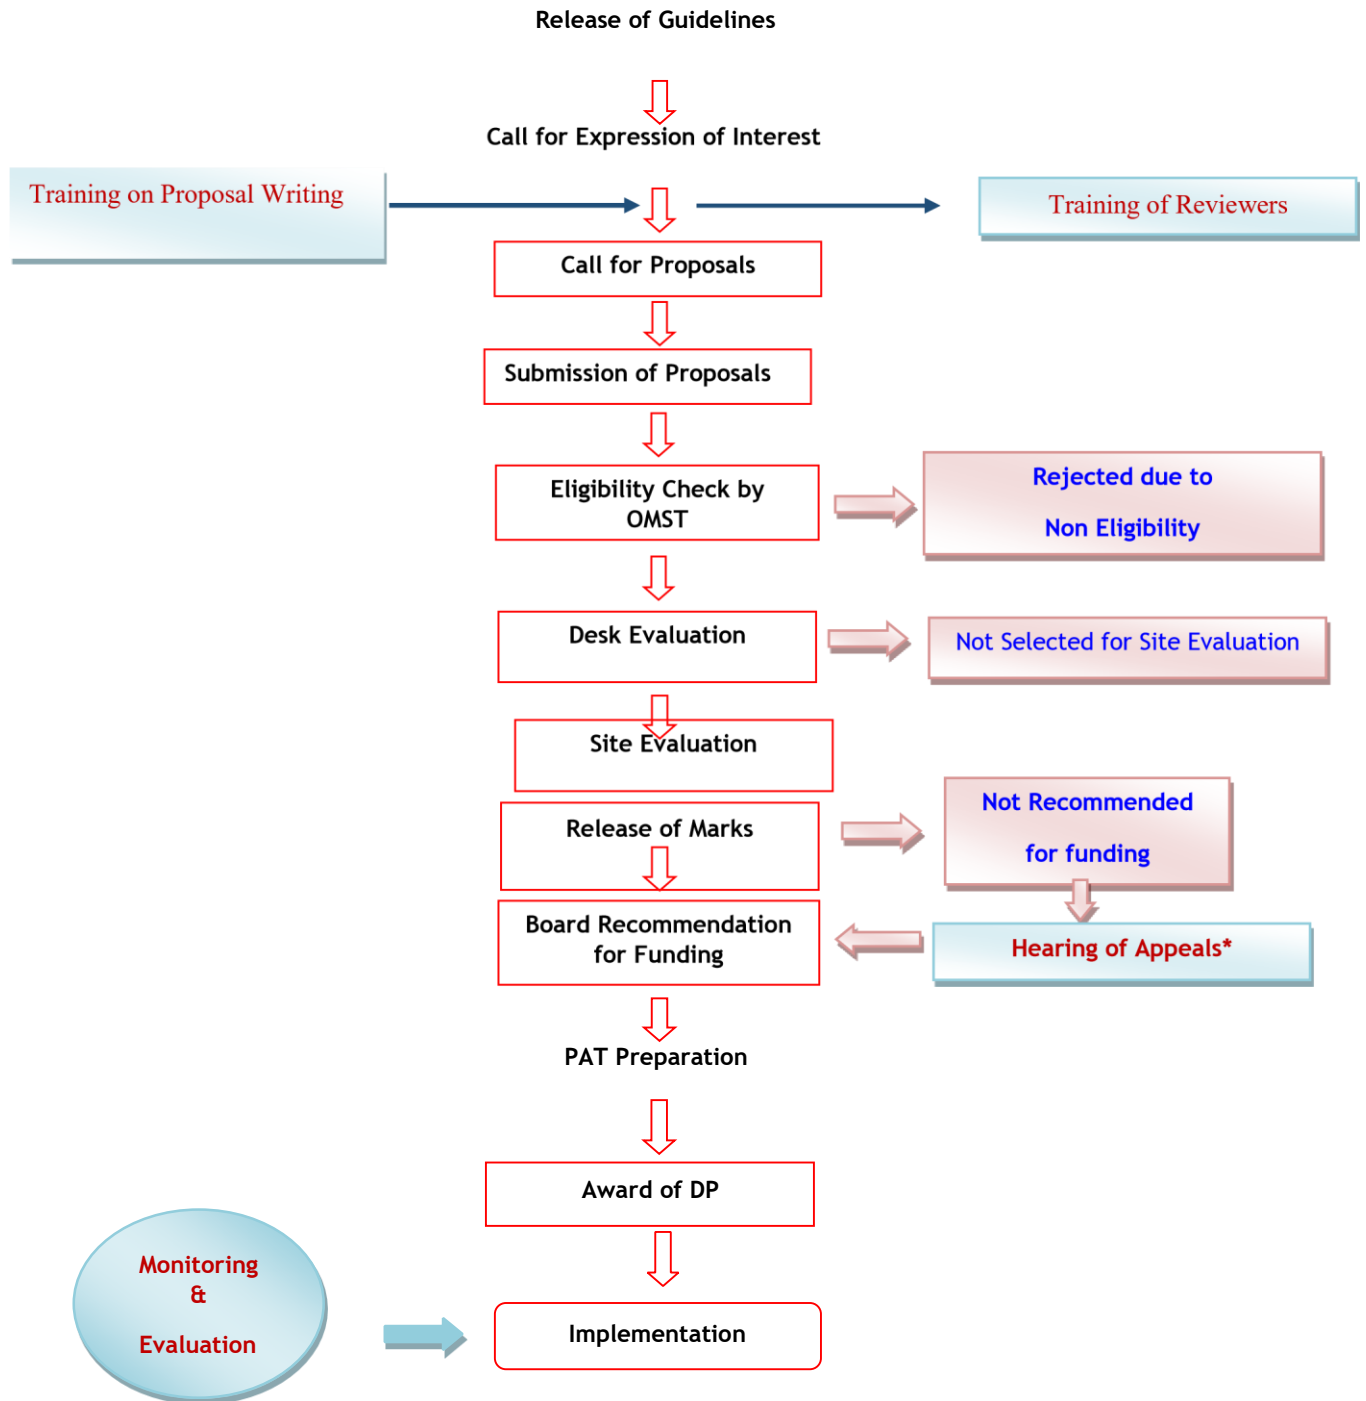 Release of Guidelines
Call for Expression of Interest
Training on Proposal Writing
Training of Reviewers
Call for Proposals
Submission of Proposals
Eligibility Check by
OMST
Rejected due to
Non Eligibility
Desk Evaluation
Not Selected for Site Evaluation
Site Evaluation
Release of Marks
Not Recommended
for funding
Board Recommendation
for Funding
Hearing of Appeals*
PAT Preparation
Award of DP
Monitoring
&
Evaluation
Implementation